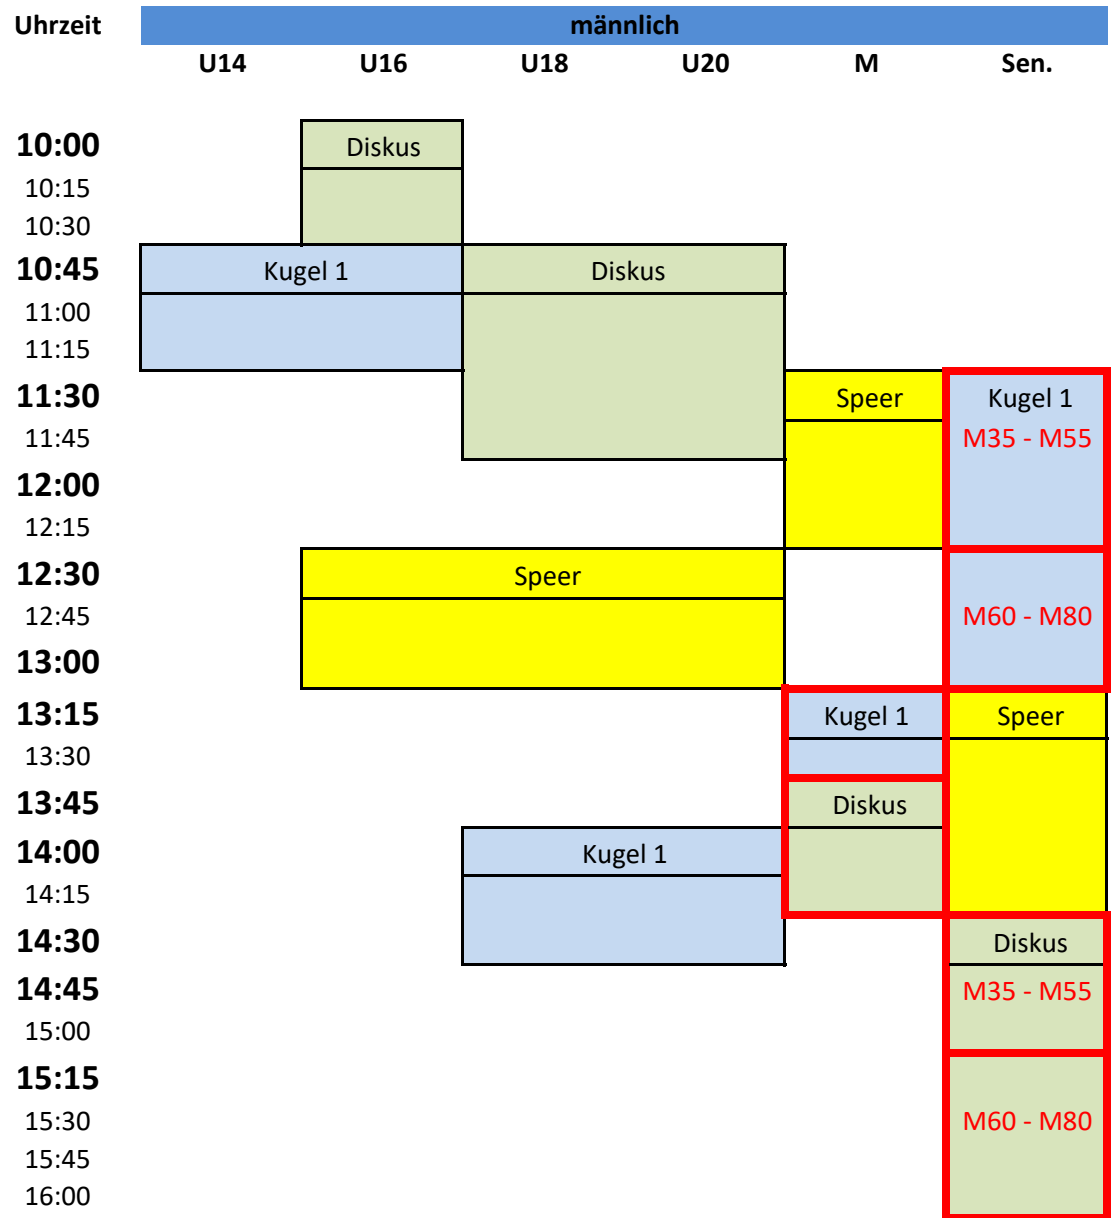 Uhrzeit männlich
U14 U16 U18 U20 M Sen.
10:00 Diskus
10:15
10:30
10:45 Kugel 1 Diskus
11:00
11:15
11:30 Speer Kugel 1
11:45 M35 - M55
12:00
12:15
12:30 Speer
12:45 M60 - M80
13:00
13:15 Kugel 1 Speer
13:30
13:45 Diskus
14:00 Kugel 1
14:15
14:30 Diskus
14:45 M35 - M55
15:00
15:15
15:30 M60 - M80
15:45
16:00